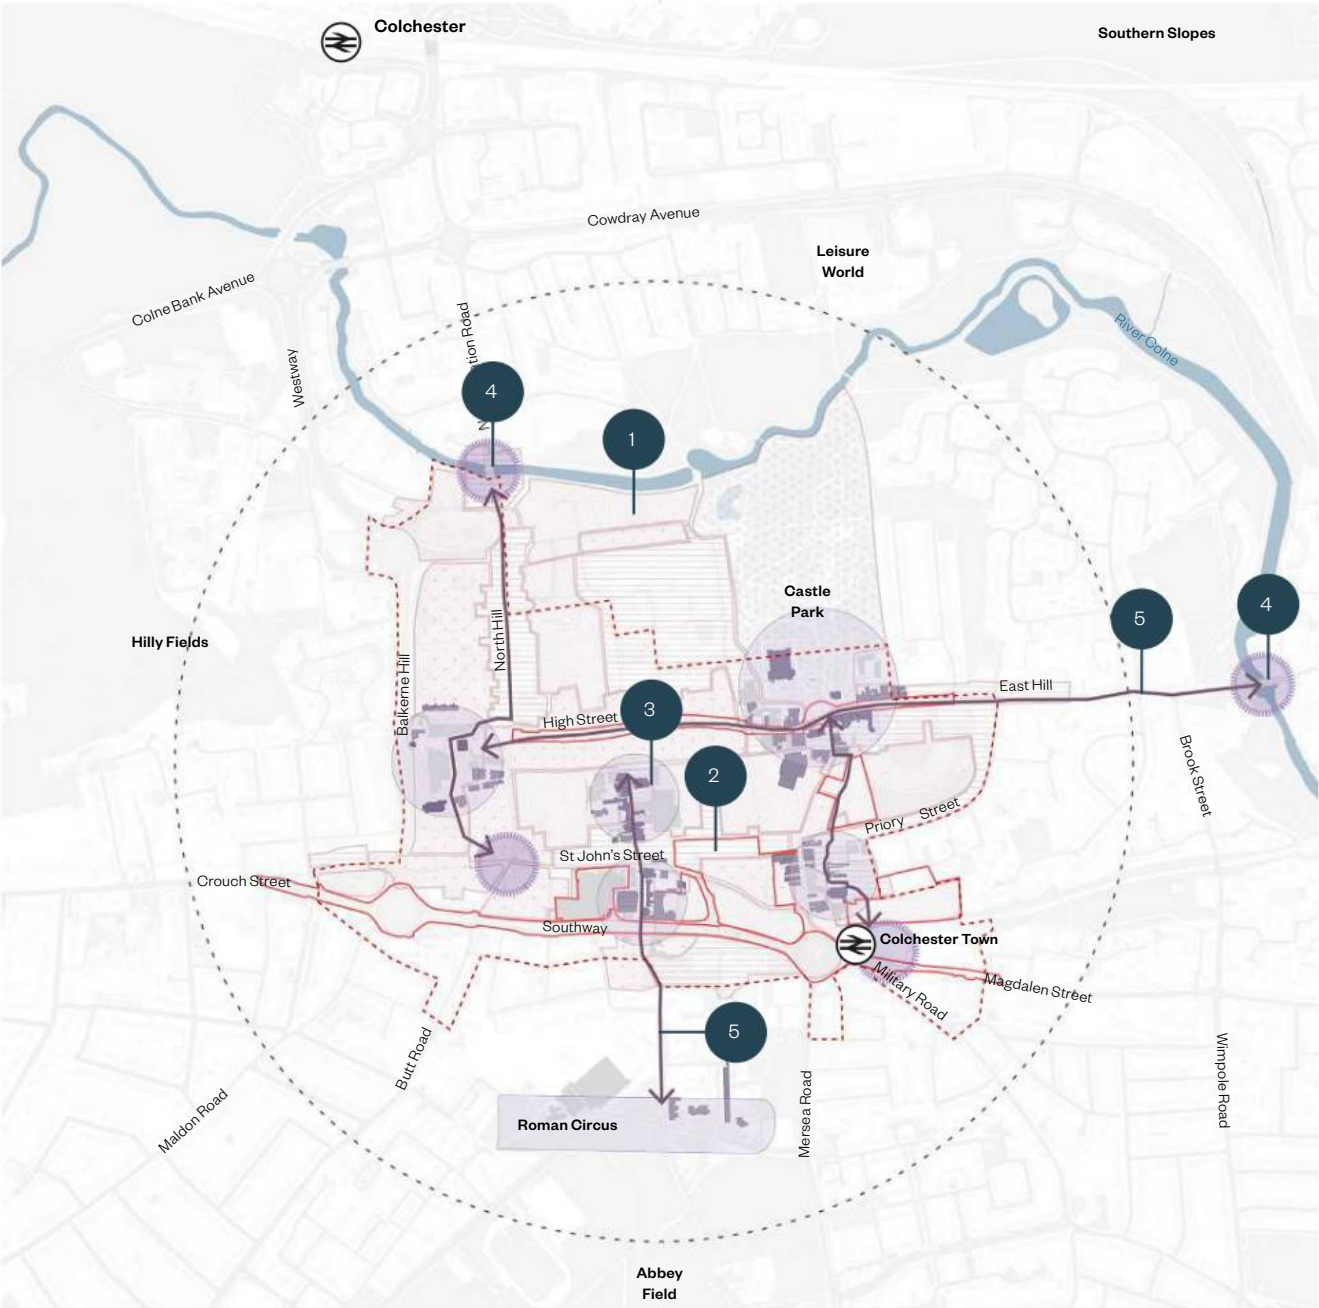 Colchester
Southern Slopes
Cowdray Avenue
Leisure
World
Colne Bank Avenue
River Colne
Westway
Road
4
1
Castle
Park
4
5
Hilly Fields
North Hill
Balkerne Hill
East Hill
3
High Street
2
Brook Street
Priory Street
St John's Street
Crouch Street
Southway
Colchester Town
Military Road
Magdalen Street
5
Butt Road
Wimpole Road
Mersea Road
Maldon Road
Roman Circus
Abbey
Field